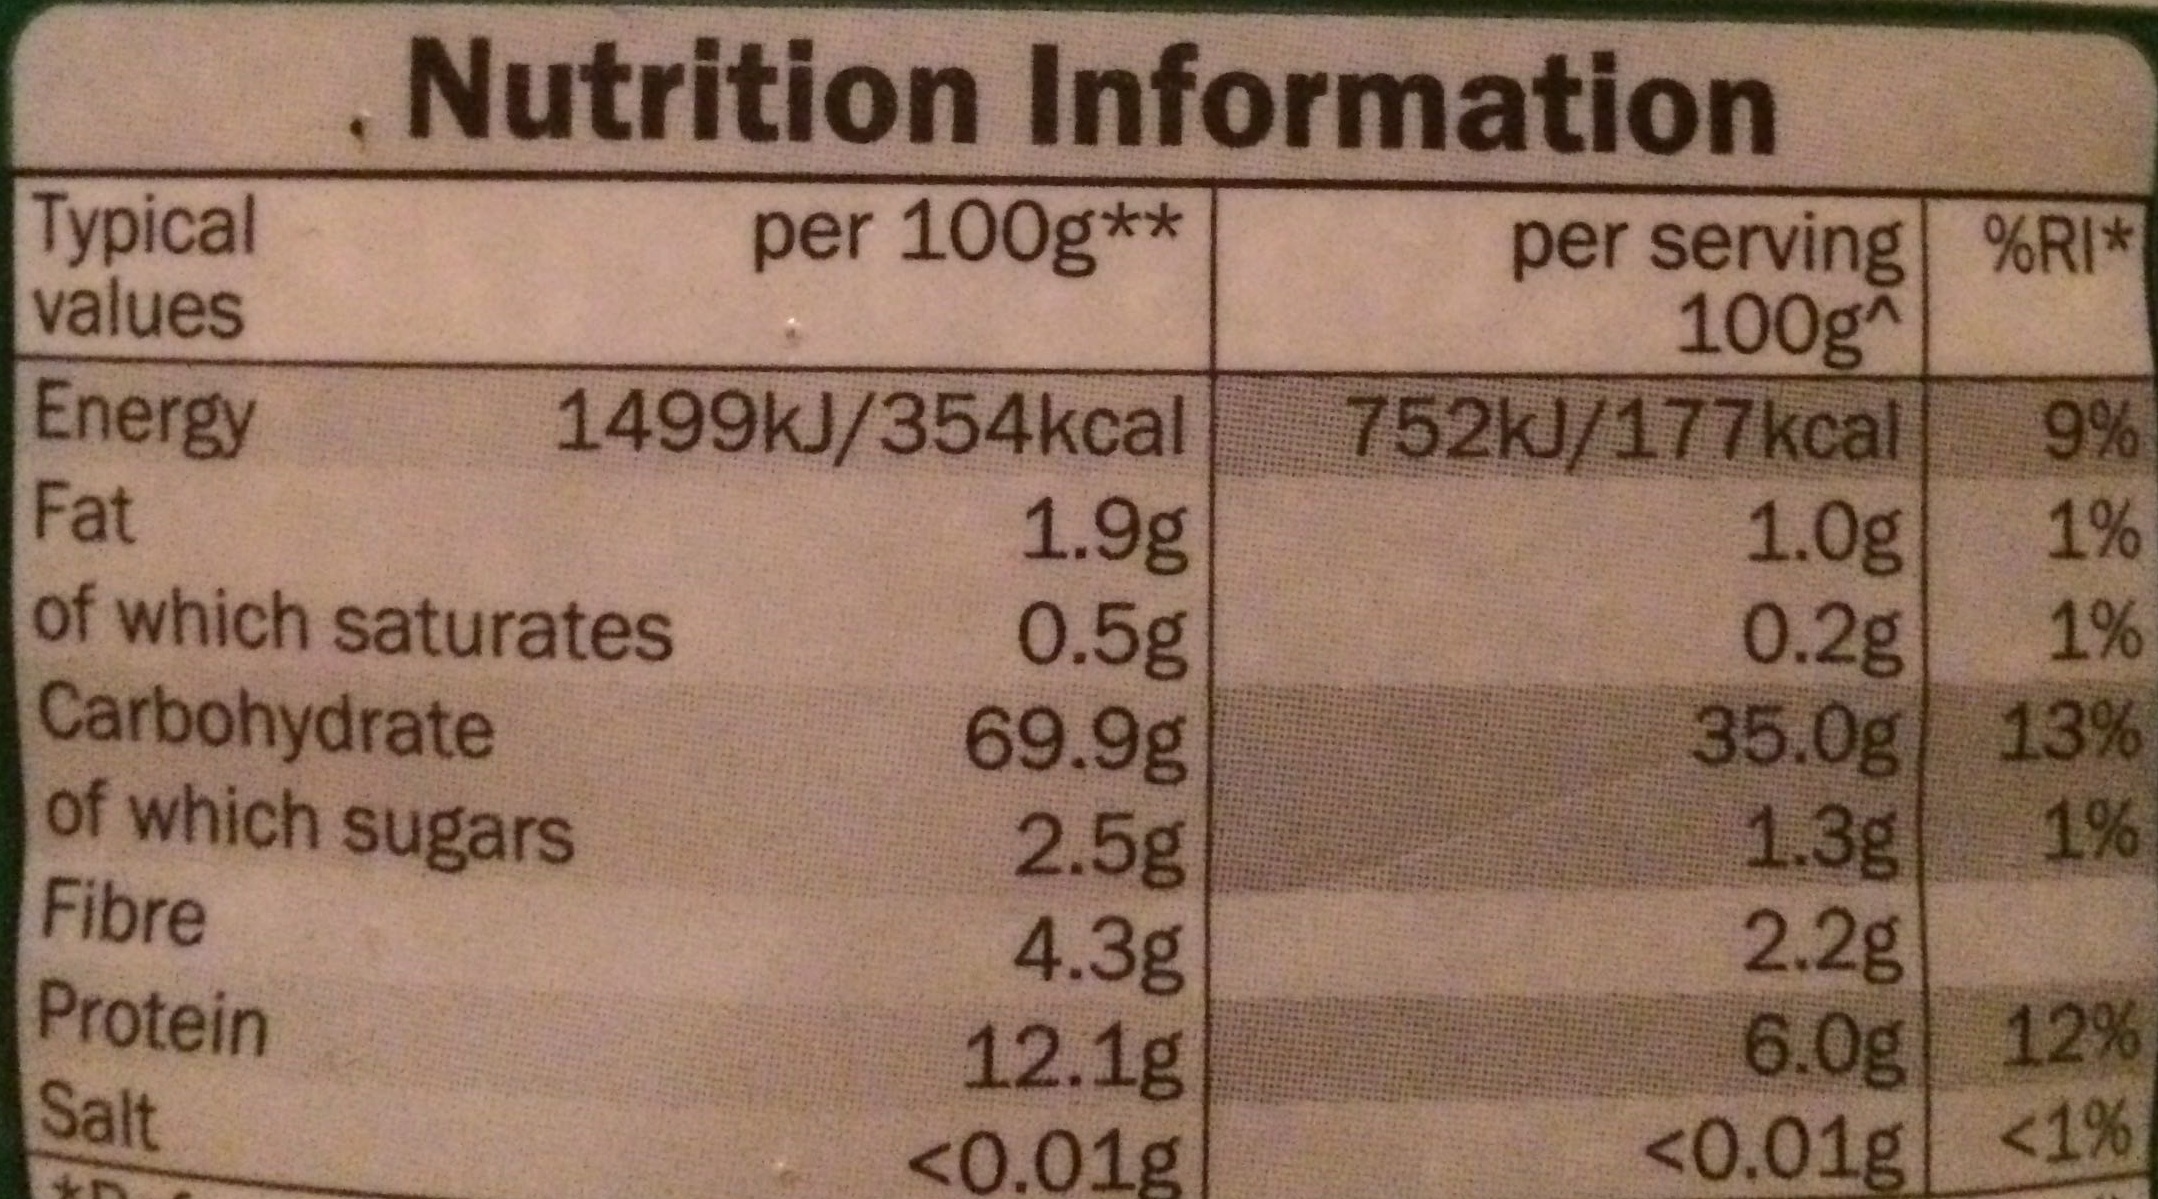 Nutrition Information
Typical values per 100g** per serving 100g^ %RI*
Energy 1499kJ/354kcal 752kJ/177kcal 9%
Fat 1.9g 1.0g 1%
of which saturates 0.5g 0.2g 1%
Carbohydrate 69.9g 35.0g 13%
of which sugars 2.5g 1.3g 1%
Fibre 4.3g 2.2g
Protein 12.1g 6.0g 12%
Salt <0.01g <0.01g <1%